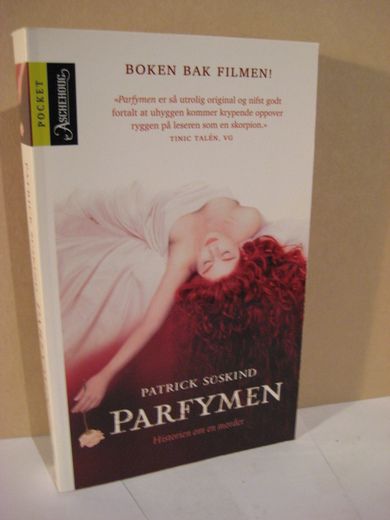 BOKEN BAK FILMEN!
«Parfymen er så utrolig original og nifst godt
fortalt at uhyggen kommer krypende oppover
ryggen på leseren som en skorpion.»
TINIC TALÉN, VG
POCKET
ASCHEHOUG
PATRICK SÜSKIND
PARFYMEN
Historien om en morder